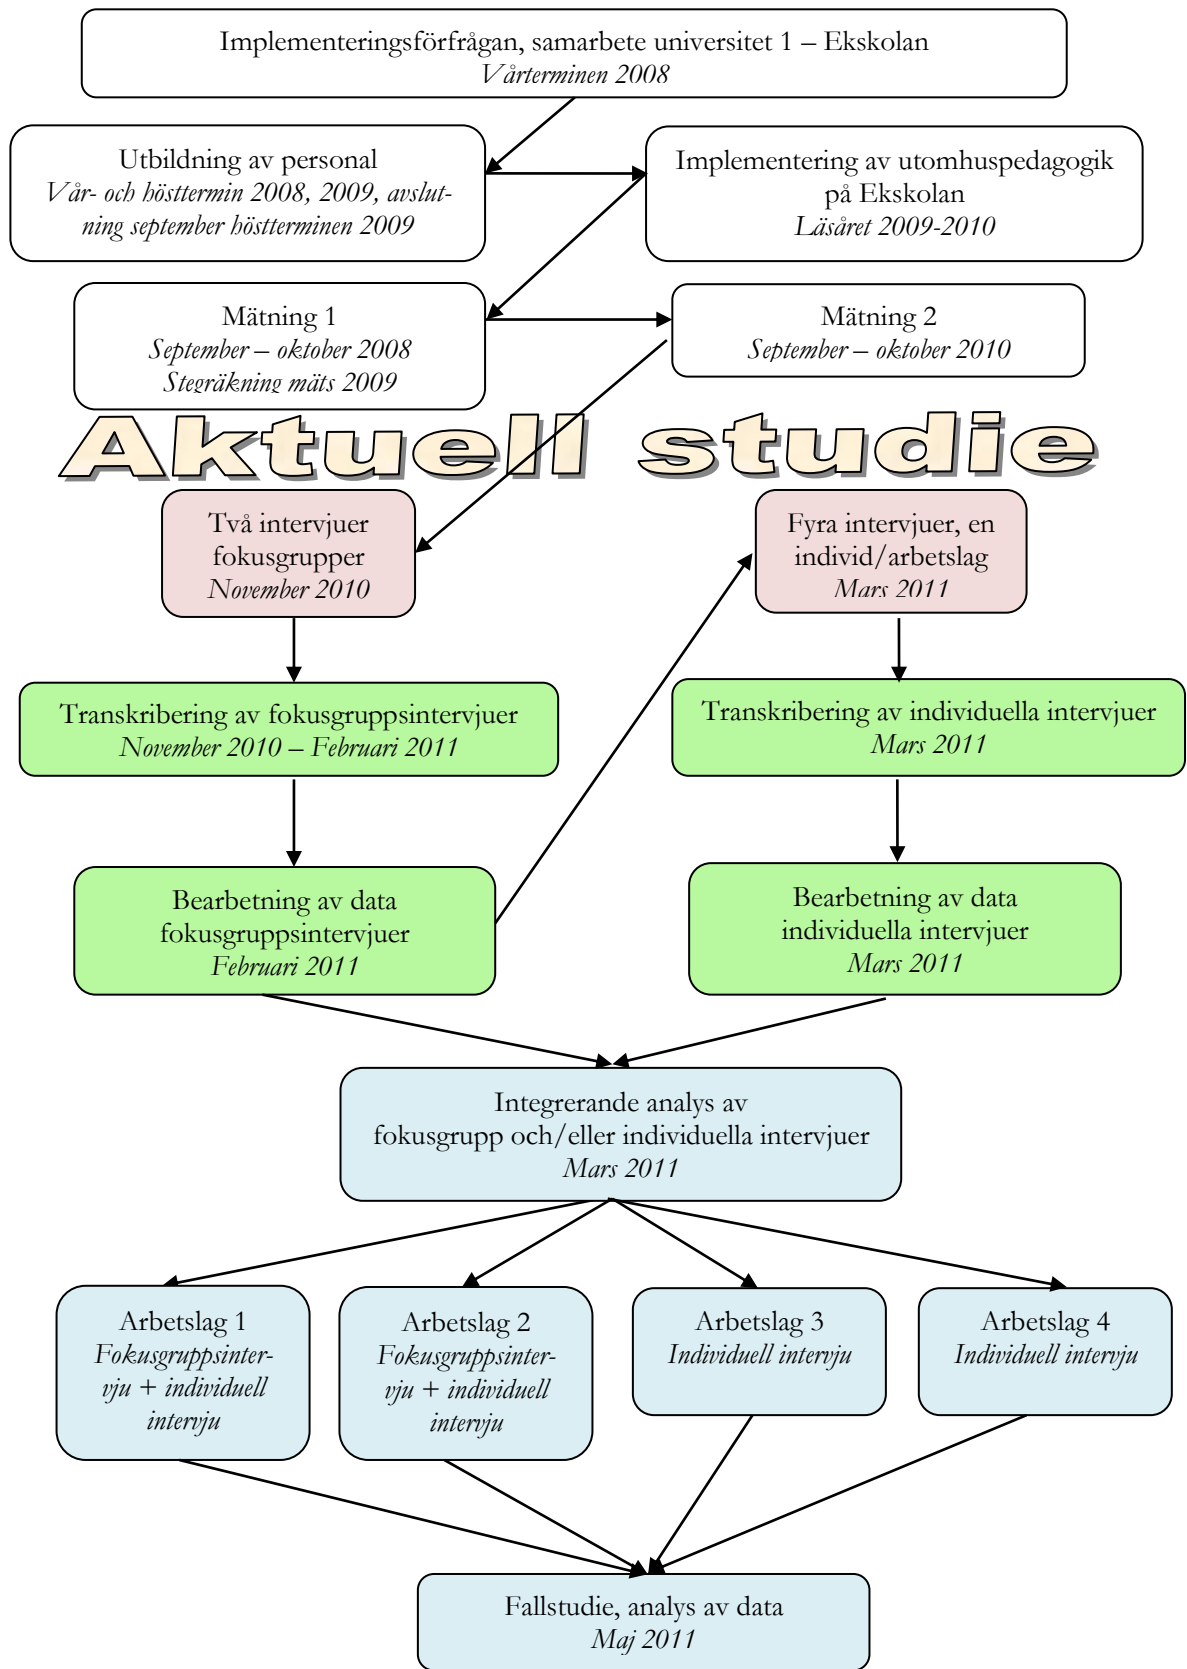 Implementeringsförfrågan, samarbete universitet 1 – Ekskolan
Vårterminen 2008
Utbildning av personal
Vår- och hösttermin 2008, 2009, avslut-
ning september höstterminen 2009
Implementering av utomhuspedagogik
på Ekskolan
Läsåret 2009-2010
Mätning 1
September – oktober 2008
Stegräkning mäts 2009
Mätning 2
September – oktober 2010
Aktuell studie
Två intervjuer
fokusgrupper
November 2010
Fyra intervjuer, en
individ/arbetslag
Mars 2011
Transkribering av fokusgruppsintervjuer
November 2010 – Februari 2011
Transkribering av individuella intervjuer
Mars 2011
Bearbetning av data
fokusgruppsintervjuer
Februari 2011
Bearbetning av data
individuella intervjuer
Mars 2011
Integrerande analys av
fokusgrupp och/eller individuella intervjuer
Mars 2011
Arbetslag 1
Fokusgruppsinter-
vju + individuell
intervju
Arbetslag 2
Fokusgruppsinter-
vju + individuell
intervju
Arbetslag 3
Individuell intervju
Arbetslag 4
Individuell intervju
Fallstudie, analys av data
Maj 2011